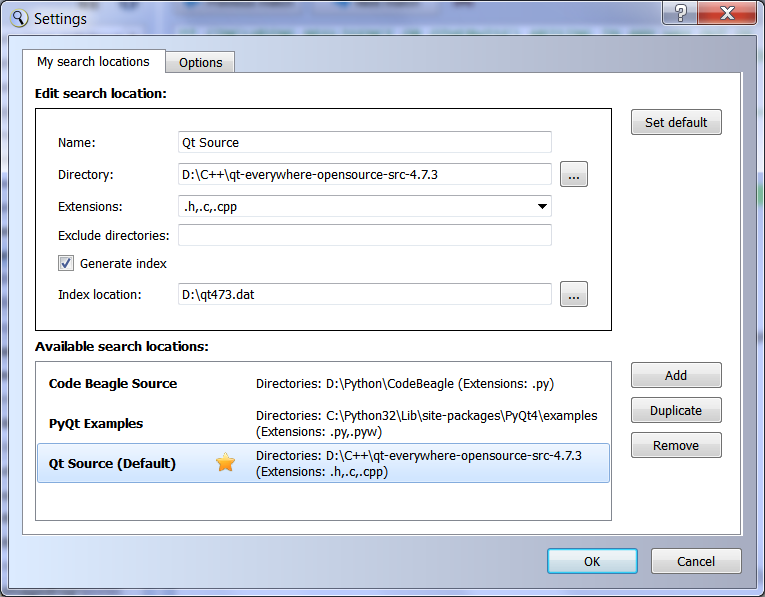 Settings
?
My search locations
Options
Edit search location:
Set default
Name:
Qt Source
Directory:
D:\C++\qt-everywhere-opensource-src-4.7.3
...
Extensions:
.h,.c,.cpp
Exclude directories:
Generate index
Index location:
D:\qt473.dat
...
Available search locations:
Code Beagle Source
Directories: D:\Python\CodeBeagle (Extensions: .py)
PyQt Examples
Directories: C:\Python32\Lib\site-packages\PyQt4\examples
(Extensions: .py,.pyw)
Qt Source (Default)
Directories: D:\C++\qt-everywhere-opensource-src-4.7.3
(Extensions: .h,.c,.cpp)
Add
Duplicate
Remove
OK
Cancel